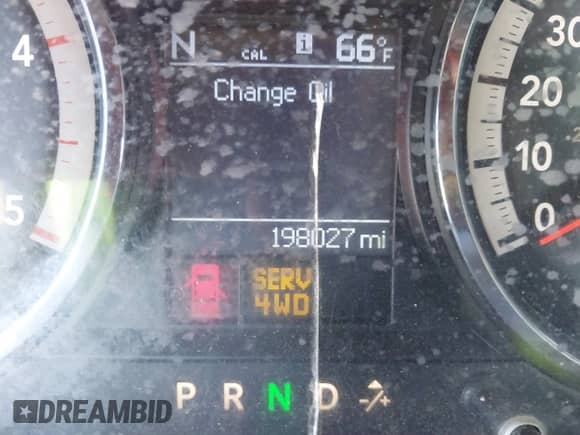 4
5
N CAL i 66°F
Change Oil
198027 mi
SERV
4WD
P R N D -/+
30
20
10
0
DREAMBID